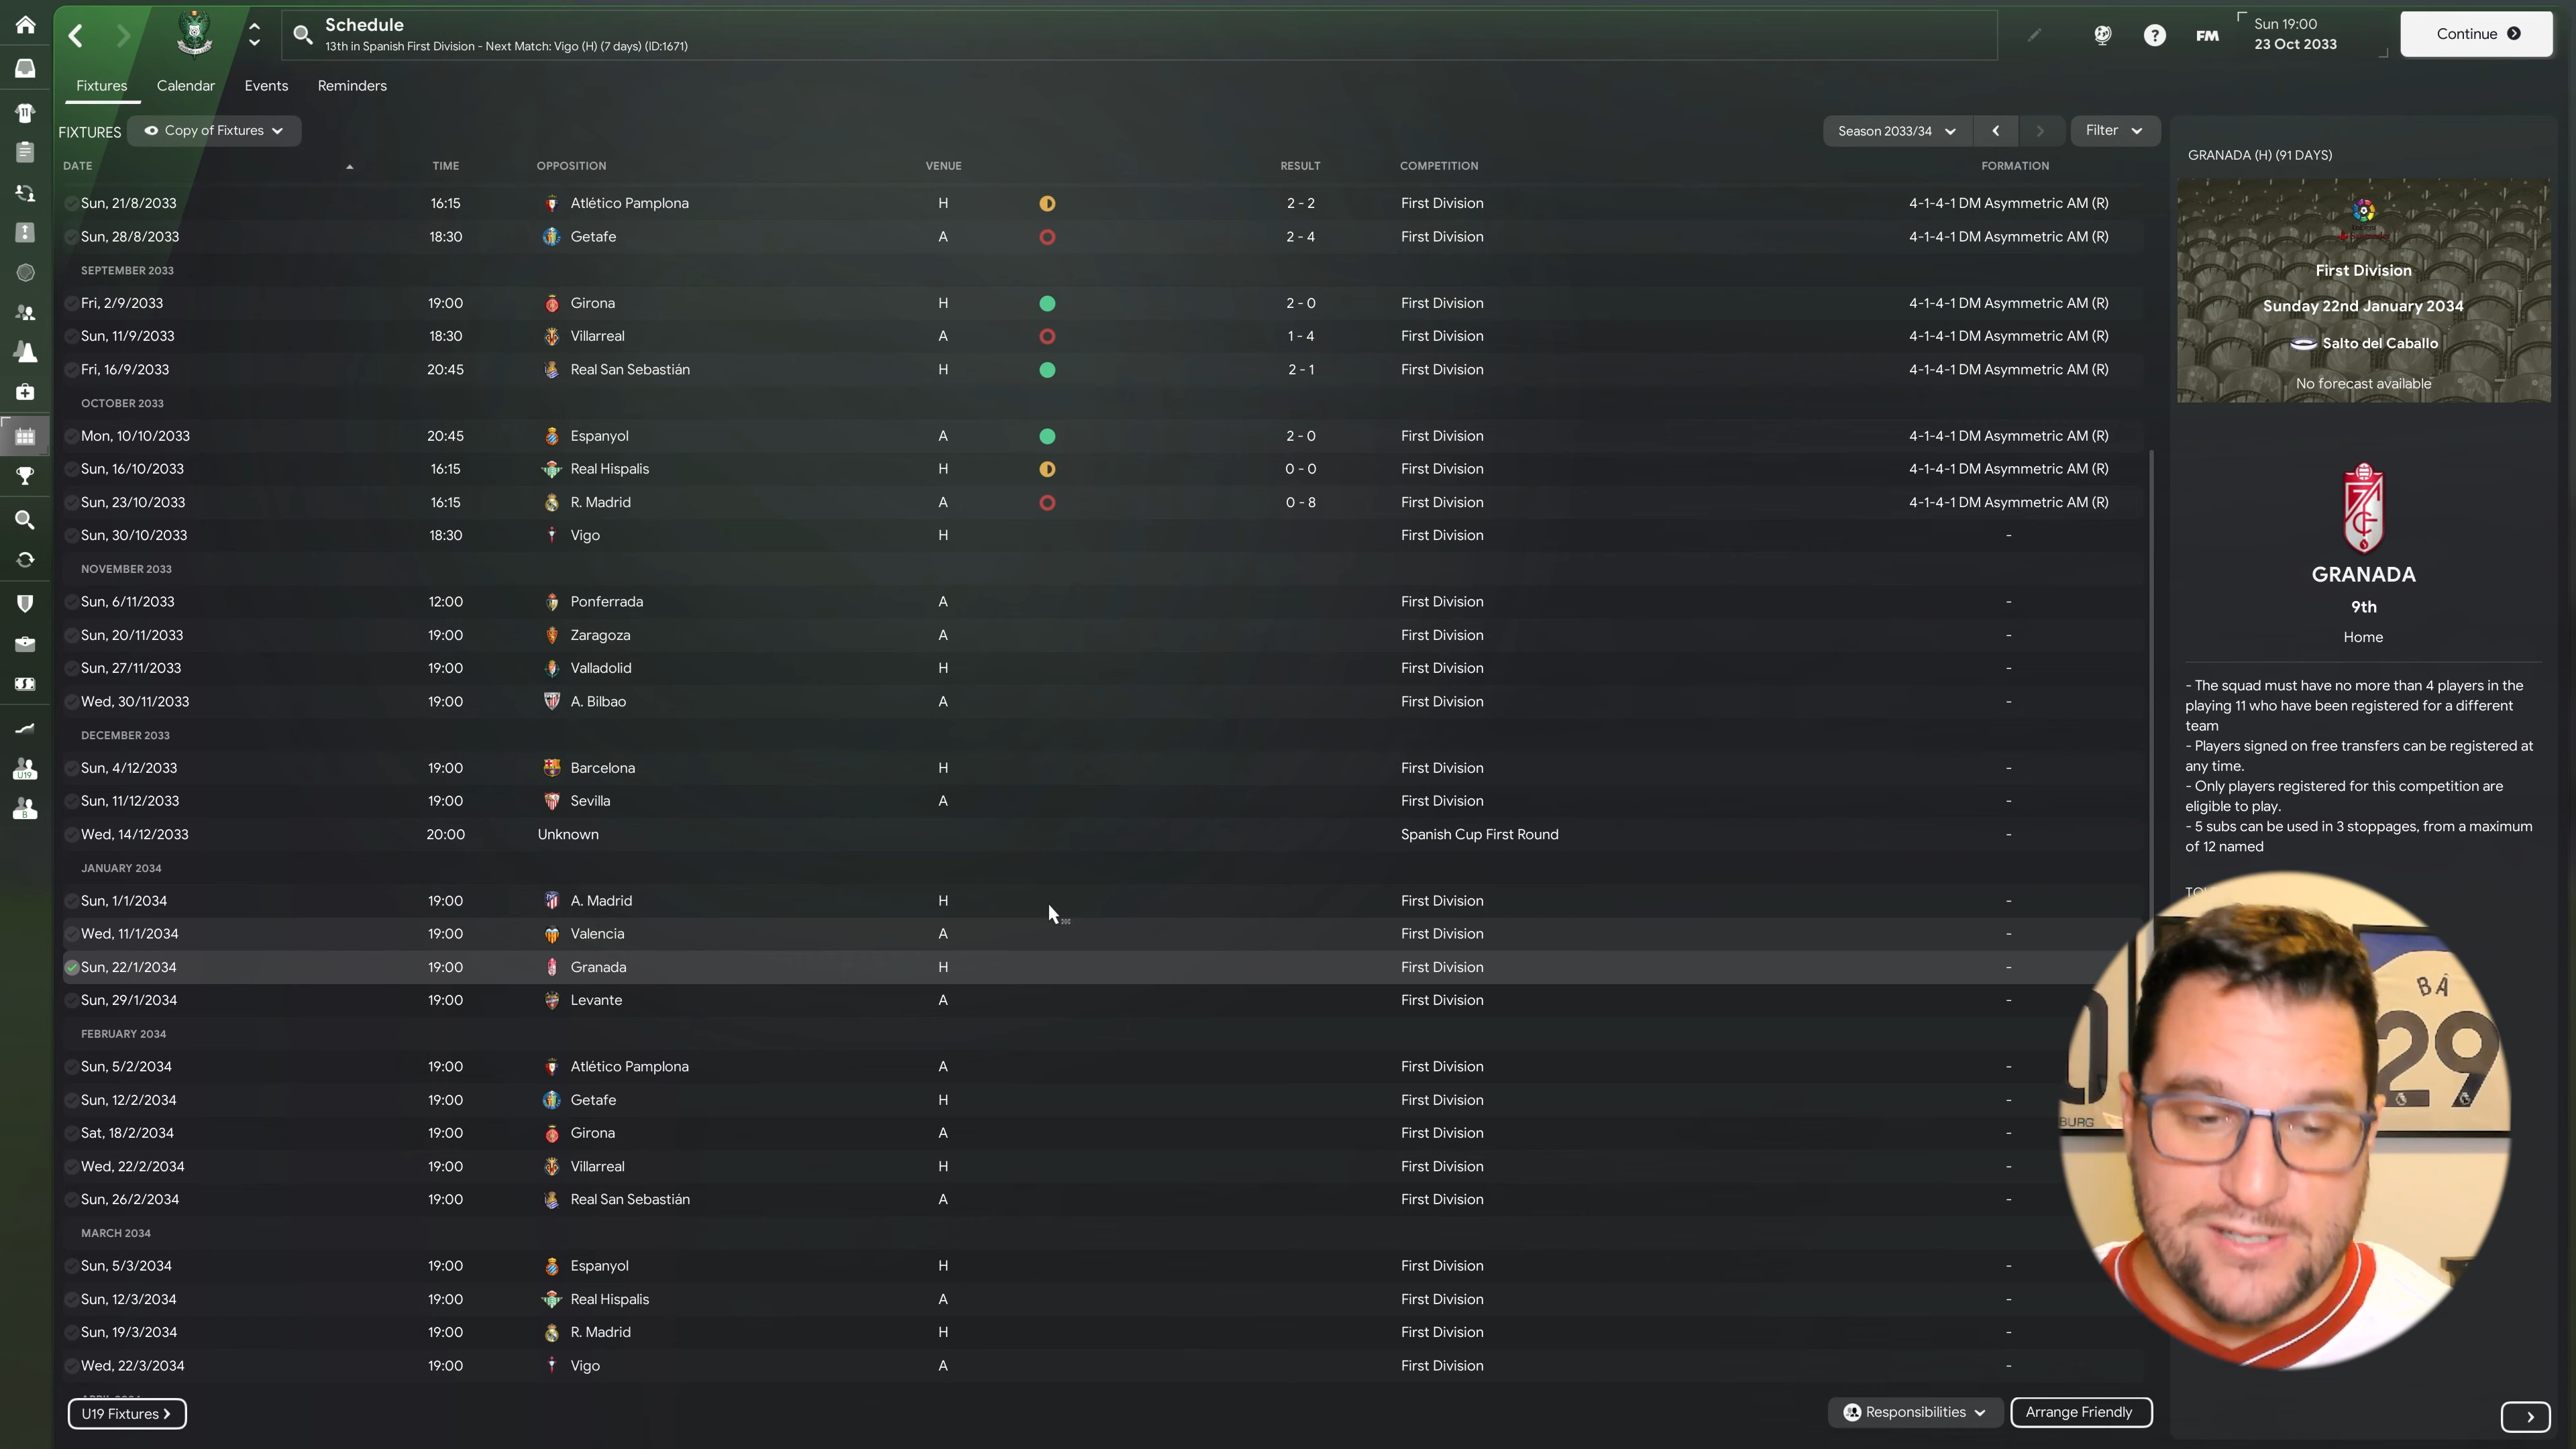 Schedule
13th in Spanish First Division - Next Match: Vigo (H) (7 days) (ID:1671)
FM
Sun 19:00
23 Oct 2033
Continue
Fixtures Calendar Events Reminders
FIXTURES Copy of Fixtures Season 2033/34 Filter
DATE TIME OPPOSITION VENUE RESULT COMPETITION FORMATION
Sun, 21/8/2033 16:15 Atlético Pamplona H 2 - 2 First Division 4-1-4-1 DM Asymmetric AM (R)
Sun, 28/8/2033 18:30 Getafe A 2 - 4 First Division 4-1-4-1 DM Asymmetric AM (R)
SEPTEMBER 2033
Fri, 2/9/2033 19:00 Girona H 2 - 0 First Division 4-1-4-1 DM Asymmetric AM (R)
Sun, 11/9/2033 18:30 Villarreal A 1 - 4 First Division 4-1-4-1 DM Asymmetric AM (R)
Fri, 16/9/2033 20:45 Real San Sebastián H 2 - 1 First Division 4-1-4-1 DM Asymmetric AM (R)
OCTOBER 2033
Mon, 10/10/2033 20:45 Espanyol A 2 - 0 First Division 4-1-4-1 DM Asymmetric AM (R)
Sun, 16/10/2033 16:15 Real Hispalis H 0 - 0 First Division 4-1-4-1 DM Asymmetric AM (R)
Sun, 23/10/2033 16:15 R. Madrid A 0 - 8 First Division 4-1-4-1 DM Asymmetric AM (R)
Sun, 30/10/2033 18:30 Vigo H First Division -
NOVEMBER 2033
Sun, 6/11/2033 12:00 Ponferrada A First Division -
Sun, 20/11/2033 19:00 Zaragoza A First Division -
Sun, 27/11/2033 19:00 Valladolid H First Division -
Wed, 30/11/2033 19:00 A. Bilbao A First Division -
DECEMBER 2033
Sun, 4/12/2033 19:00 Barcelona H First Division -
Sun, 11/12/2033 19:00 Sevilla A First Division -
Wed, 14/12/2033 20:00 Unknown Spanish Cup First Round -
JANUARY 2034
Sun, 1/1/2034 19:00 A. Madrid H First Division -
Wed, 11/1/2034 19:00 Valencia A First Division -
Sun, 22/1/2034 19:00 Granada H First Division -
Sun, 29/1/2034 19:00 Levante A First Division -
FEBRUARY 2034
Sun, 5/2/2034 19:00 Atlético Pamplona A First Division -
Sun, 12/2/2034 19:00 Getafe H First Division -
Sat, 18/2/2034 19:00 Girona A First Division -
Wed, 22/2/2034 19:00 Villarreal H First Division -
Sun, 26/2/2034 19:00 Real San Sebastián A First Division -
MARCH 2034
Sun, 5/3/2034 19:00 Espanyol H First Division -
Sun, 12/3/2034 19:00 Real Hispalis A First Division -
Sun, 19/3/2034 19:00 R. Madrid H First Division -
Wed, 22/3/2034 19:00 Vigo A First Division -
U19 Fixtures
Responsibilities Arrange Friendly
GRANADA (H) (91 DAYS)
First Division
Sunday 22nd January 2034
Salto del Caballo
No forecast available
GRANADA
9th
Home
- The squad must have no more than 4 players in the
playing 11 who have been registered for a different
team
- Players signed on free transfers can be registered at
any time.
- Only players registered for this competition are
eligible to play.
- 5 subs can be used in 3 stoppages, from a maximum
of 12 named
BÁ
29
BURG
11
U19
B